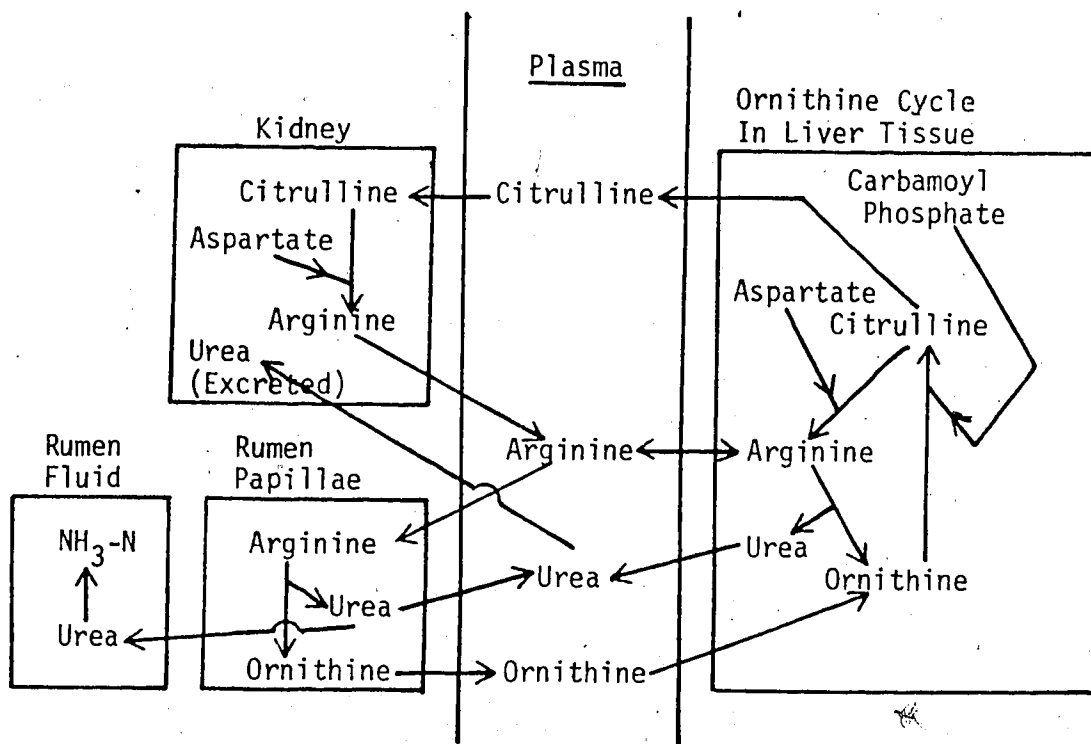 Plasma
Ornithine Cycle
In Liver Tissue
Kidney
Citrulline
Citrulline
Carbamoyl
Phosphate
Aspartate
Aspartate
Citrulline
Arginine
Urea
(Excreted)
Arginine
Arginine
Rumen
Fluid
Rumen
Papillae
NH3-N
Arginine
Urea
Urea
Ornithine
Urea
Urea
Ornithine
Ornithine